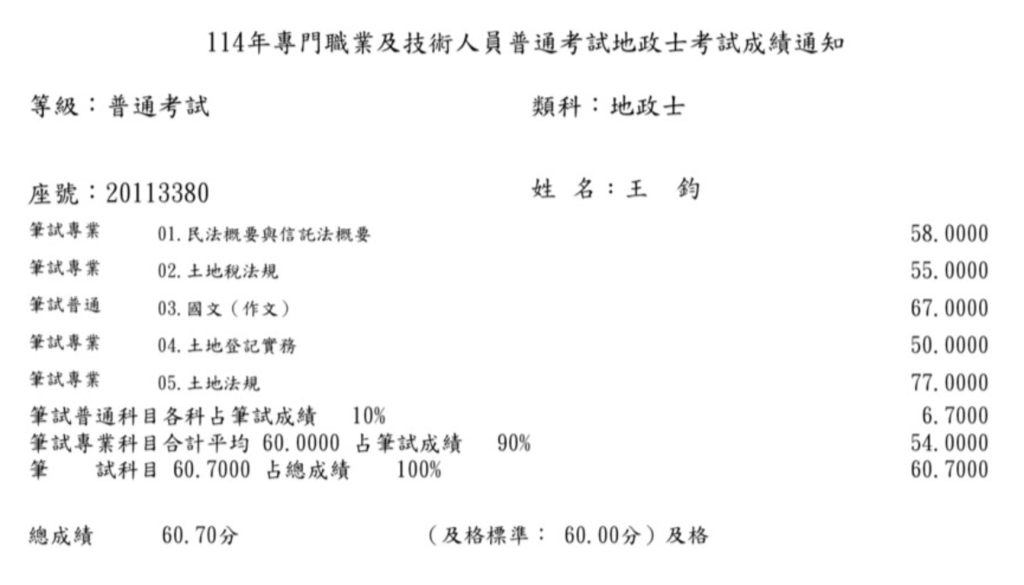 114年專門職業及技術人員普通考試地政士考試成績通知
等級：普通考試 類科：地政士
座號：20113380 姓 名：王 鈞
筆試專業 01.民法概要與信託法概要 58.0000
筆試專業 02.土地稅法規 55.0000
筆試普通 03.國文（作文） 67.0000
筆試專業 04.土地登記實務 50.0000
筆試專業 05.土地法規 77.0000
筆試普通科目各科占筆試成績 10% 6.7000
筆試專業科目合計平均 60.0000 占筆試成績 90% 54.0000
筆 試科目 60.7000 占總成績 100% 60.7000
總成績 60.70分 （及格標準： 60.00分）及格